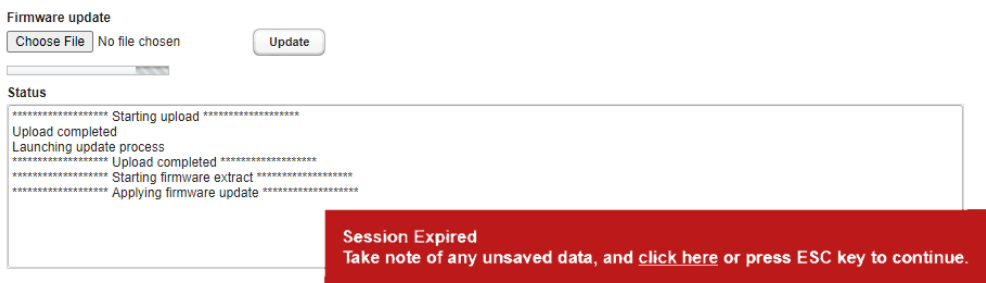 Firmware update
Choose File No file chosen Update
Status
******************* Starting upload *******************
Upload completed
Launching update process
******************* Upload completed *******************
******************* Starting firmware extract *******************
******************* Applying firmware update *******************
Session Expired
Take note of any unsaved data, and click here or press ESC key to continue.